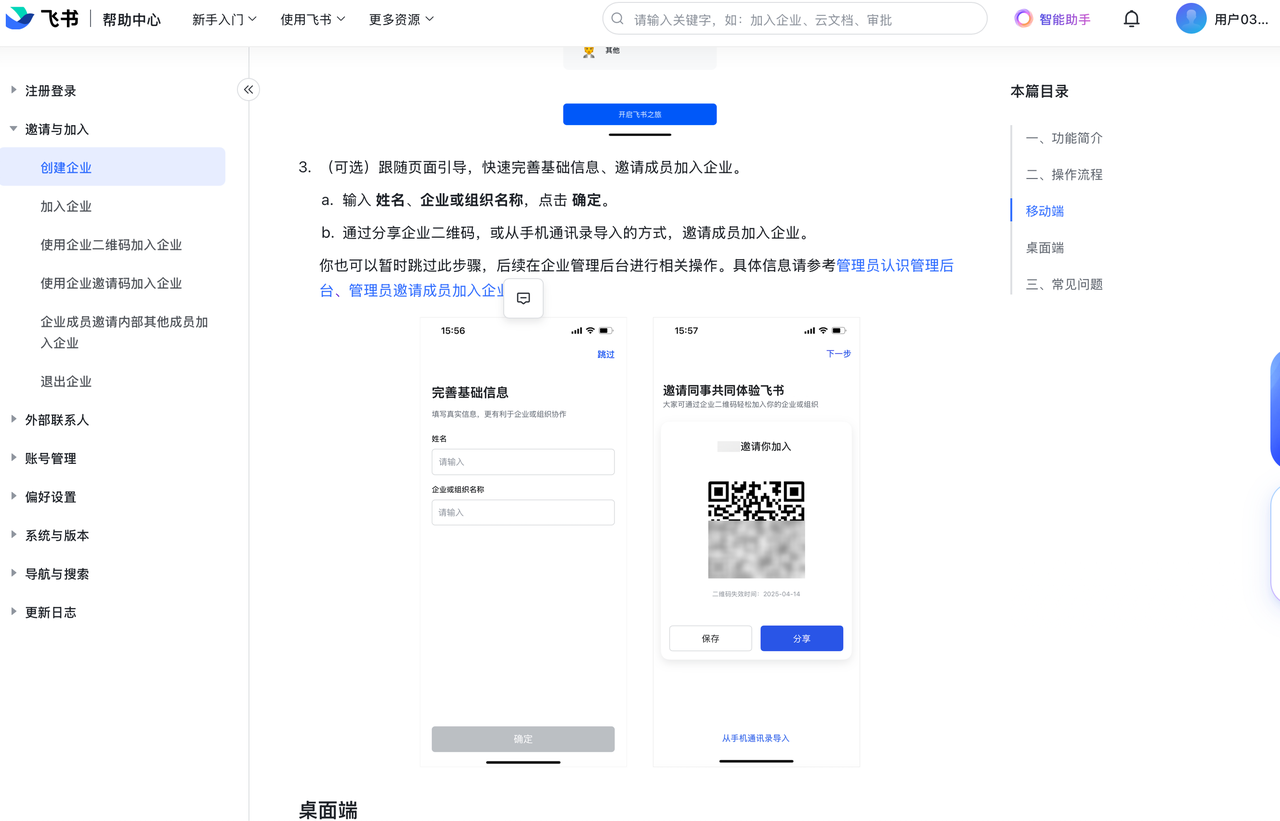 飞书 帮助中心 新手入门 使用飞书 更多资源 请输入关键字，如：加入企业、云文档、审批 智能助手 用户03...
注册登录
邀请与加入
创建企业
加入企业
使用企业二维码加入企业
使用企业邀请码加入企业
企业成员邀请内部其他成员加
入企业
退出企业
外部联系人
账号管理
偏好设置
系统与版本
导航与搜索
更新日志
其他
开启飞书之旅
3. （可选）跟随页面引导，快速完善基础信息、邀请成员加入企业。
a. 输入 姓名、企业或组织名称，点击 确定。
b. 通过分享企业二维码，或从手机通讯录导入的方式，邀请成员加入企业。
你也可以暂时跳过此步骤，后续在企业管理后台进行相关操作。具体信息请参考管理员认识管理后
台、管理员邀请成员加入企业
15:56
跳过
完善基础信息
填写真实信息，更有利于企业或组织协作
姓名
请输入
企业或组织名称
请输入
确定
15:57
下一步
邀请同事共同体验飞书
大家可通过企业二维码轻松加入你的企业或组织
邀请你加入
二维码失效时间：2025-04-14
保存 分享
从手机通讯录导入
桌面端
本篇目录
一、功能简介
二、操作流程
移动端
桌面端
三、常见问题